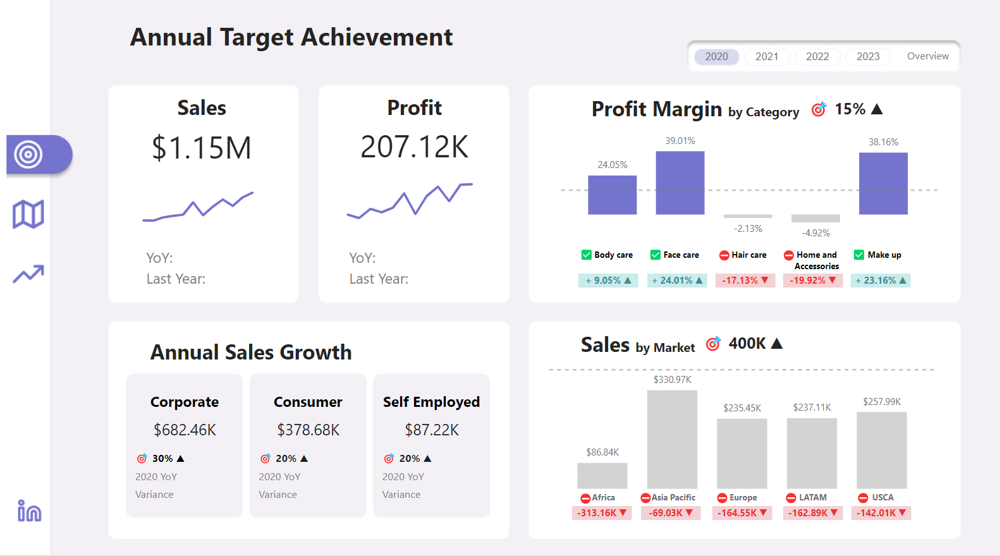 Annual Target Achievement
2020 2021 2022 2023 Overview
Sales
$1.15M
YoY:
Last Year:
Profit
207.12K
YoY:
Last Year:
Profit Margin by Category 15% ▲
24.05%
39.01%
-2.13%
-4.92%
38.16%
Body care
Face care
Hair care
Home and
Accessories
Make up
+ 9.05% ▲
+ 24.01% ▲
-17.13% ▼
-19.92% ▼
+ 23.16% ▲
Annual Sales Growth
Corporate
$682.46K
30% ▲
2020 YoY
Variance
Consumer
$378.68K
20% ▲
2020 YoY
Variance
Self Employed
$87.22K
20% ▲
2020 YoY
Variance
Sales by Market 400K ▲
$86.84K
$330.97K
$235.45K
$237.11K
$257.99K
Africa
Asia Pacific
Europe
LATAM
USCA
-313.16K ▼
-69.03K ▼
-164.55K ▼
-162.89K ▼
-142.01K ▼
in